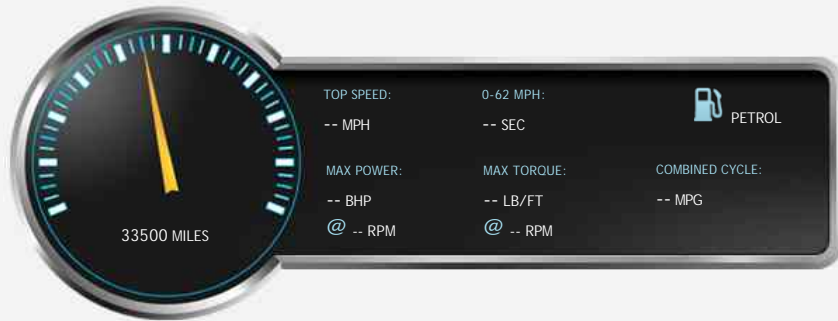 33500 MILES
TOP SPEED:
-- MPH
0-62 MPH:
-- SEC
PETROL
MAX POWER:
-- BHP
@ -- RPM
MAX TORQUE:
-- LB/FT
@ -- RPM
COMBINED CYCLE:
-- MPG